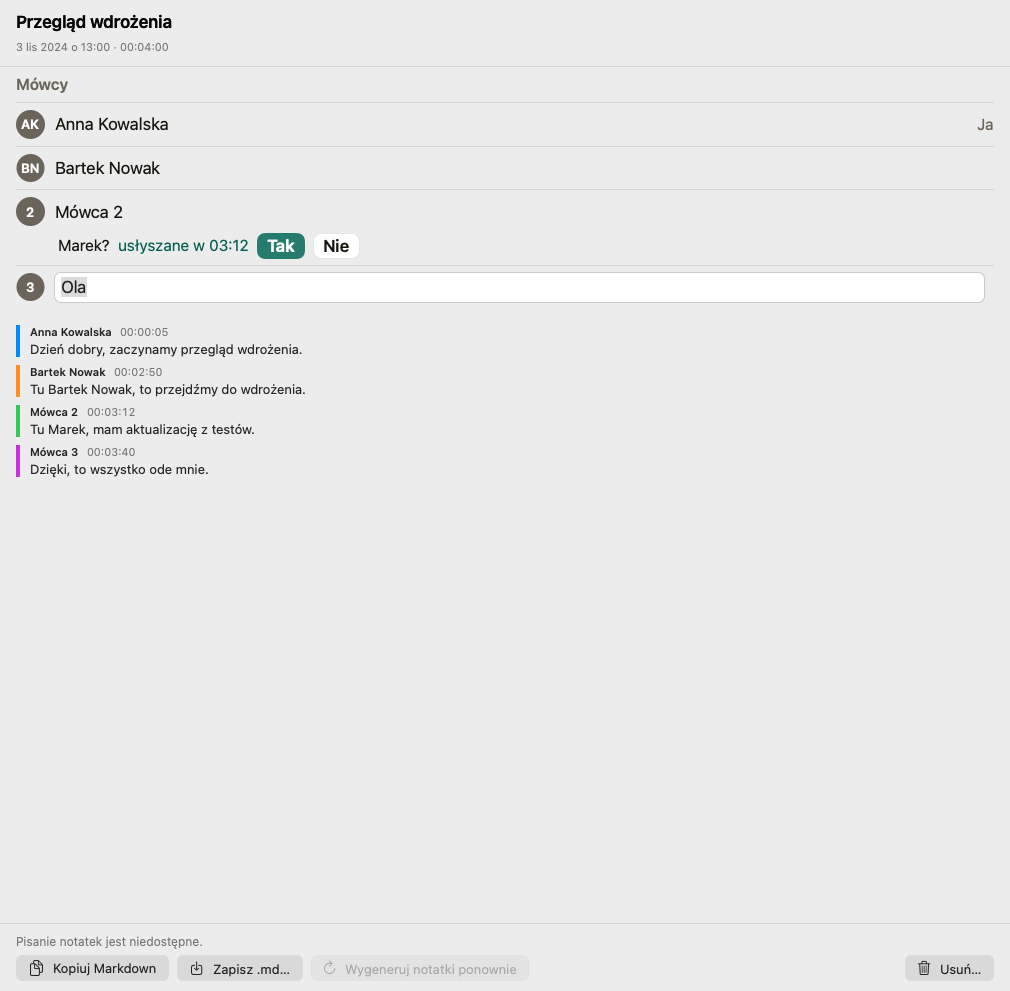 Przegląd wdrożenia
3 lis 2024 o 13:00 · 00:04:00
Mówcy
AK Anna Kowalska Ja
BN Bartek Nowak
2 Mówca 2
Marek? usłyszane w 03:12 Tak Nie
3 Ola
Anna Kowalska 00:00:05
Dzień dobry, zaczynamy przegląd wdrożenia.
Bartek Nowak 00:02:50
Tu Bartek Nowak, to przejdźmy do wdrożenia.
Mówca 2 00:03:12
Tu Marek, mam aktualizację z testów.
Mówca 3 00:03:40
Dzięki, to wszystko ode mnie.
Pisanie notatek jest niedostępne.
Kopiuj Markdown Zapisz .md... Wygeneruj notatki ponownie Usuń...